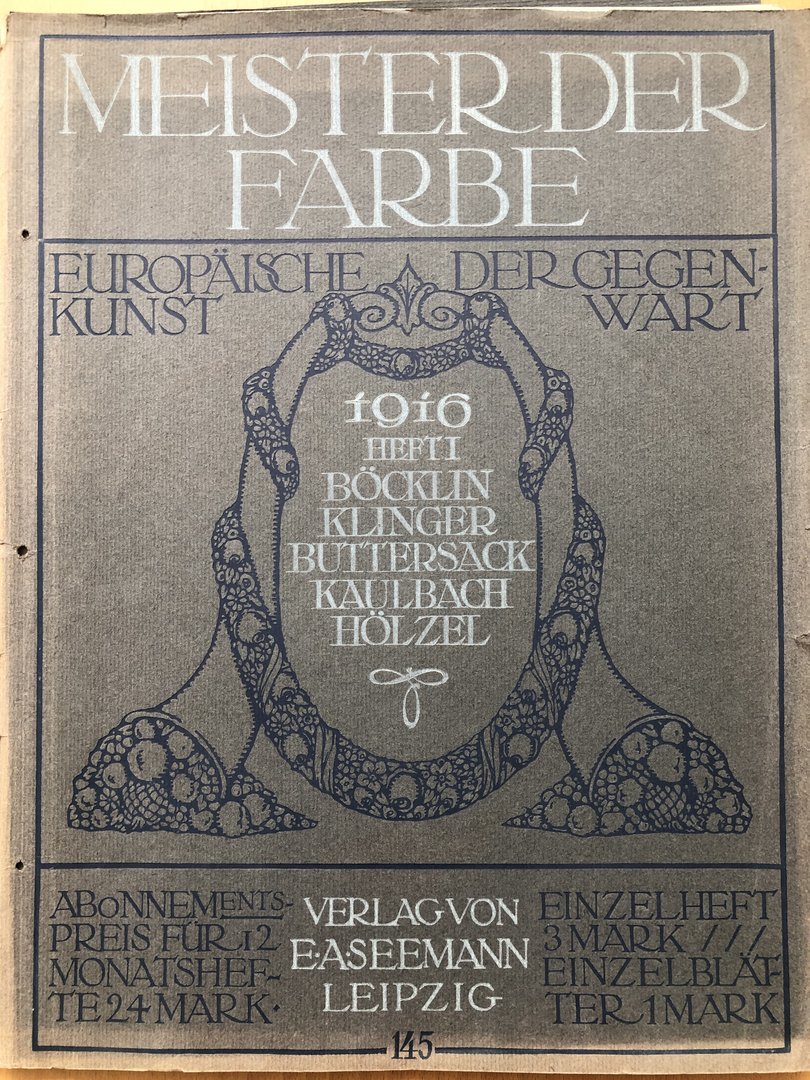 MEISTER DER
FARBE
EUROPÄISCHE
KUNST
DER GEGEN-
WART
1916
HEFT 1
BÖCKLIN
KLINGER
BUTTERSACK
KAULBACH
HÖLZEL
ABONNEMENTS-
PREIS FÜR 12
MONATSHEF-
TE 24 MARK·
VERLAG VON
E·A·SEEMANN
LEIPZIG
EINZELHEFT
3 MARK ///
EINZELBLÄT-
TER 1 MARK
145